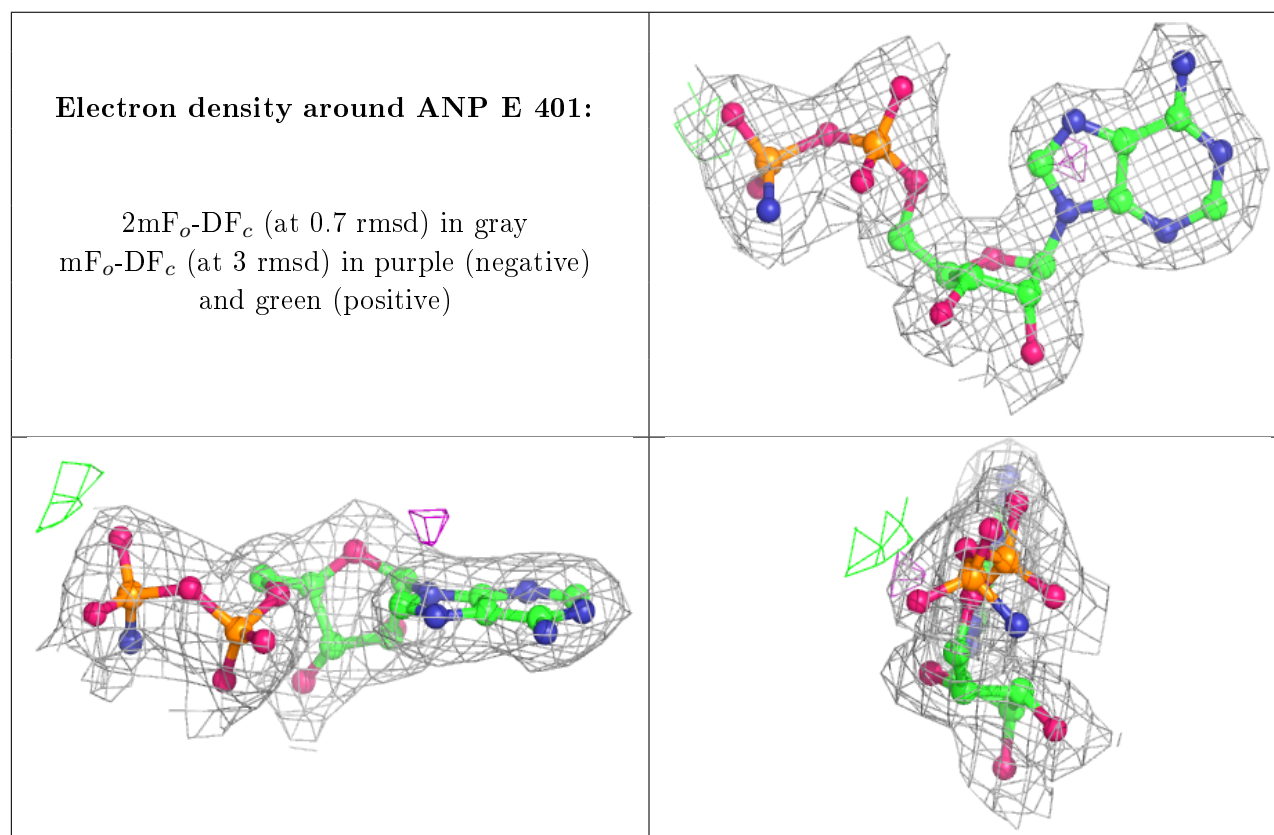 Electron density around ANP E 401:
2mFₒ-DF𝒸 (at 0.7 rmsd) in gray
mFₒ-DF𝒸 (at 3 rmsd) in purple (negative)
and green (positive)